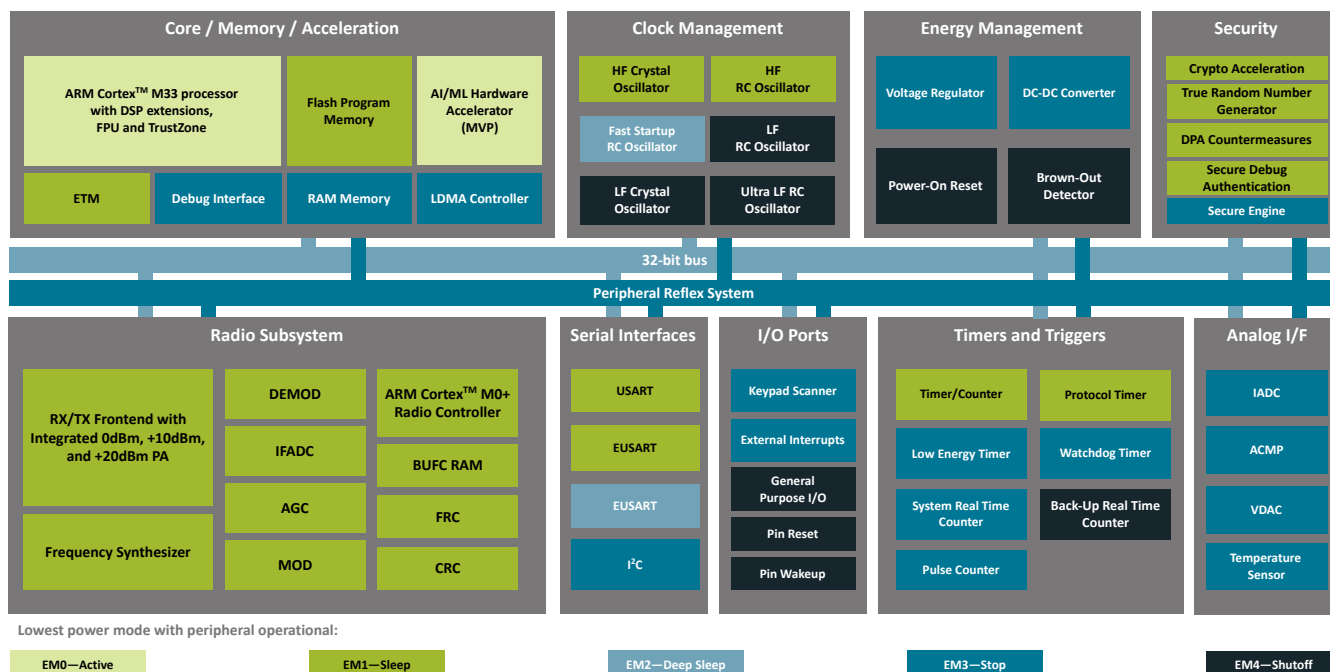 Core / Memory / Acceleration
ARM Cortex™ M33 processor
with DSP extensions,
FPU and TrustZone
Flash Program
Memory
AI/ML Hardware
Accelerator
(MVP)
ETM
Debug Interface
RAM Memory
LDMA Controller
Clock Management
HF Crystal
Oscillator
HF
RC Oscillator
Fast Startup
RC Oscillator
LF
RC Oscillator
LF Crystal
Oscillator
Ultra LF RC
Oscillator
Energy Management
Voltage Regulator
DC-DC Converter
Power-On Reset
Brown-Out
Detector
Security
Crypto Acceleration
True Random Number
Generator
DPA Countermeasures
Secure Debug
Authentication
Secure Engine
32-bit bus
Peripheral Reflex System
Radio Subsystem
RX/TX Frontend with
Integrated 0dBm, +10dBm,
and +20dBm PA
Frequency Synthesizer
DEMOD
IFADC
AGC
MOD
ARM Cortex™ M0+
Radio Controller
BUFC RAM
FRC
CRC
Serial Interfaces
USART
EUSART
EUSART
I²C
I/O Ports
Keypad Scanner
External Interrupts
General
Purpose I/O
Pin Reset
Pin Wakeup
Timers and Triggers
Timer/Counter
Protocol Timer
Low Energy Timer
Watchdog Timer
System Real Time
Counter
Back-Up Real Time
Counter
Pulse Counter
Analog I/F
IADC
ACMP
VDAC
Temperature
Sensor
Lowest power mode with peripheral operational:
EM0—Active
EM1—Sleep
EM2—Deep Sleep
EM3—Stop
EM4—Shutoff